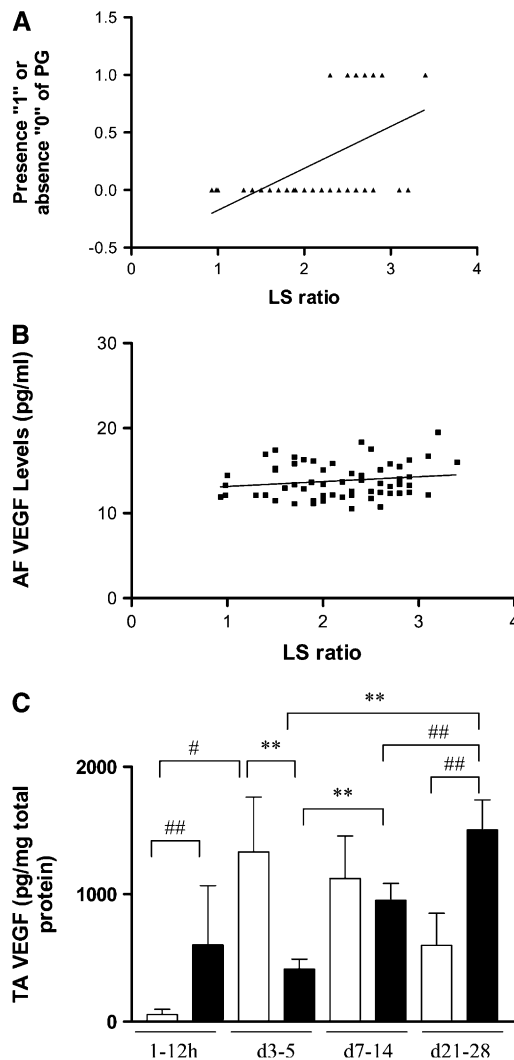 A
Presence "1" or
absence "0" of PG
1.5
1.0
0.5
0.0
-0.5
0 1 2 3 4
LS ratio
B
AF VEGF Levels (pg/ml)
30
20
10
0
0 1 2 3 4
LS ratio
C
TA VEGF (pg/mg total
protein)
2000
1000
0
**
# ** ##
##
** 
##
1-12h d3-5 d7-14 d21-28